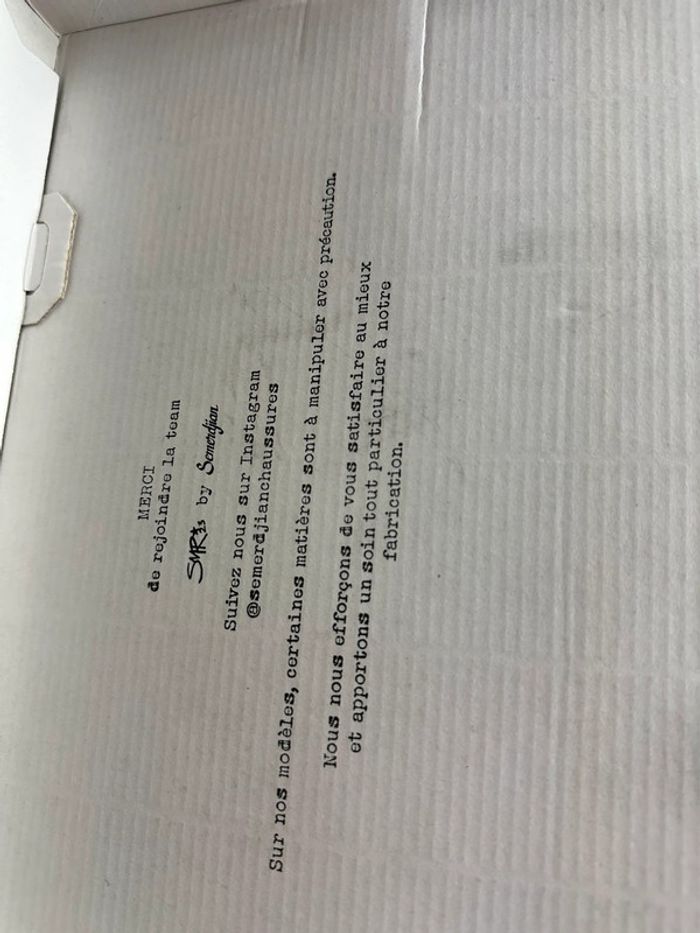 MERCI
de rejoindre la team
SMR23 by Semerdjian
Suivez nous sur Instagram
@semerdjianchaussures
Sur nos modèles, certaines matières sont à manipuler avec précaution.
Nous nous efforçons de vous satisfaire au mieux
et apportons un soin tout particulier à notre
fabrication.